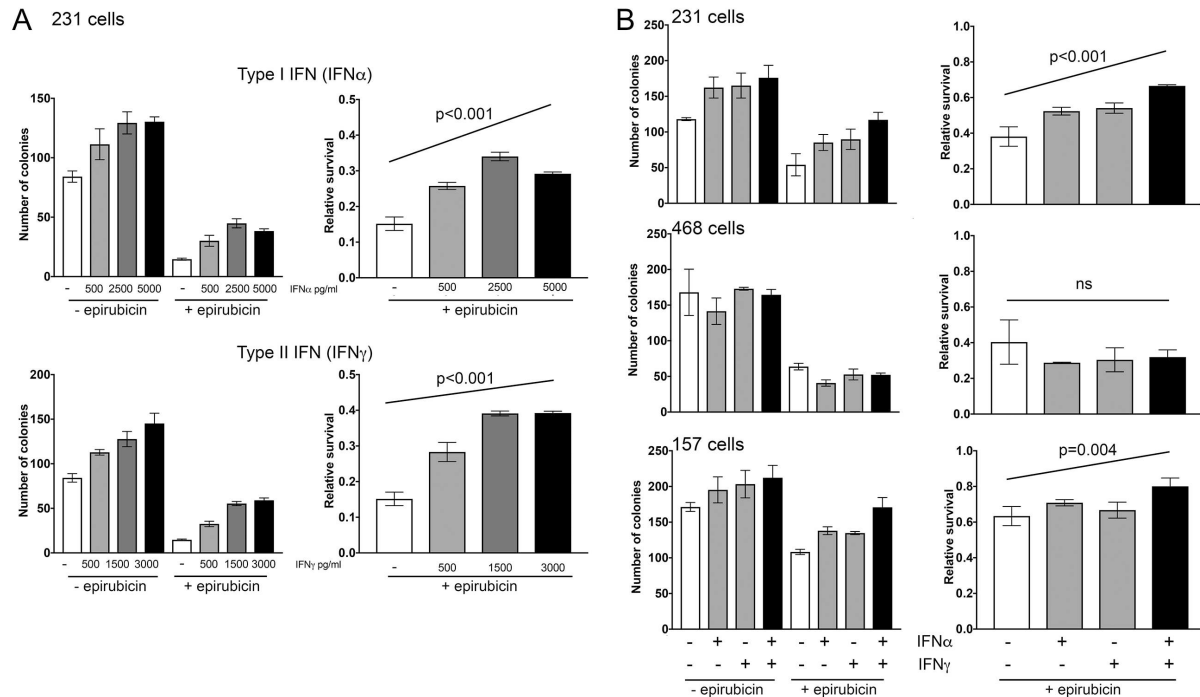 A 231 cells
Type I IFN (IFNα)
Number of colonies
150
100
50
0
- 500 2500 5000 - 500 2500 5000 IFNα pg/ml
- epirubicin + epirubicin
Relative survival
0.5
0.4
0.3
0.2
0.1
0.0
p<0.001
- 500 2500 5000
+ epirubicin
Type II IFN (IFNγ)
Number of colonies
200
150
100
50
0
- 500 1500 3000 - 500 1500 3000 IFNγ pg/ml
- epirubicin + epirubicin
Relative survival
0.5
0.4
0.3
0.2
0.1
0.0
p<0.001
- 500 1500 3000
+ epirubicin
B 231 cells
Number of colonies
250
200
150
100
50
0
Relative survival
1.0
0.8
0.6
0.4
0.2
0.0
p<0.001
468 cells
Number of colonies
250
200
150
100
50
0
Relative survival
1.0
0.8
0.6
0.4
0.2
0.0
ns
157 cells
Number of colonies
250
200
150
100
50
0
Relative survival
1.0
0.8
0.6
0.4
0.2
0.0
p=0.004
- + - + - + - + - + - + IFNα
- - + + - - + + - - + + IFNγ
- epirubicin + epirubicin + epirubicin